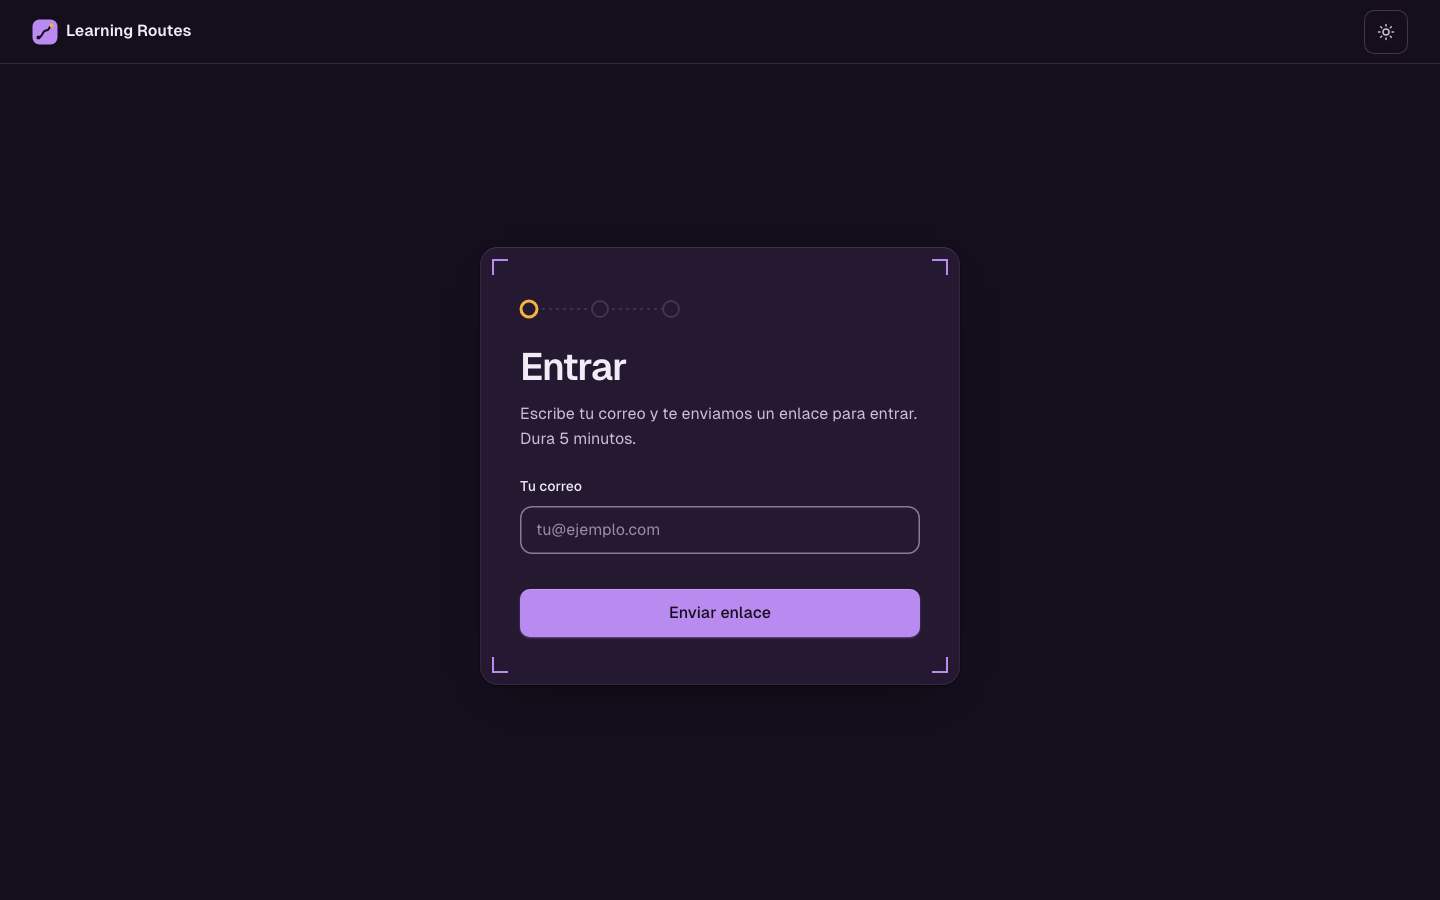 Learning Routes
Entrar
Escribe tu correo y te enviamos un enlace para entrar.
Dura 5 minutos.
Tu correo
tu@ejemplo.com
Enviar enlace